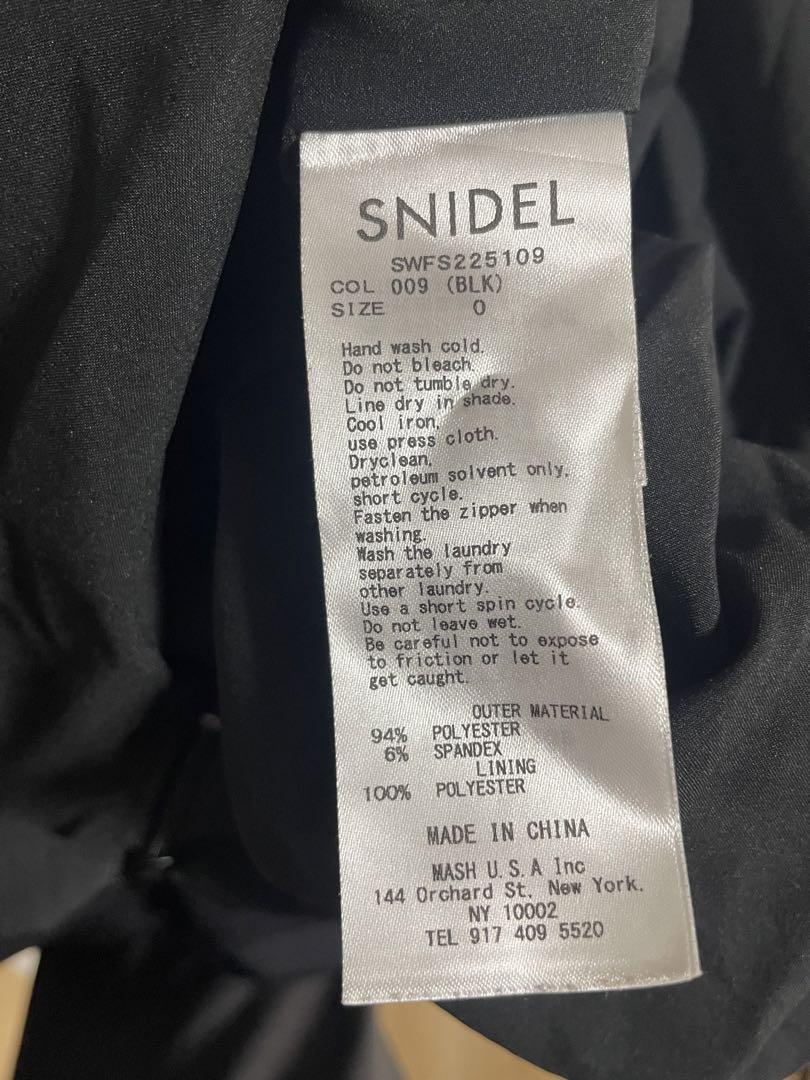 SNIDEL
SWFS225109
COL 009 (BLK)
SIZE 0
Hand wash cold.
Do not bleach.
Do not tumble dry.
Line dry in shade.
Cool iron,
use press cloth.
Dryclean,
petroleum solvent only.
short cycle.
Fasten the zipper when
washing.
Wash the laundry
separately from
other laundry.
Use a short spin cycle.
Do not leave wet.
Be careful not to expose
to friction or let it
get caught.
OUTER MATERIAL
94% POLYESTER
6% SPANDEX
LINING
100% POLYESTER
MADE IN CHINA
MASH U.S.A Inc
144 Orchard St. New York.
NY 10002
TEL 917 409 5520